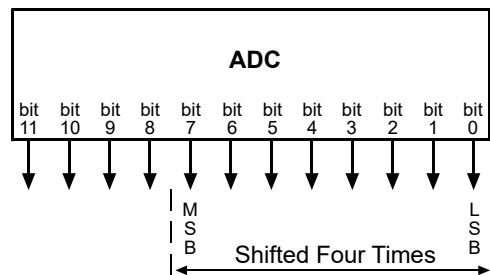 ADC
bit bit bit bit bit bit bit bit bit bit bit bit
11 10 9 8 7 6 5 4 3 2 1 0
M L
S S
B B
Shifted Four Times